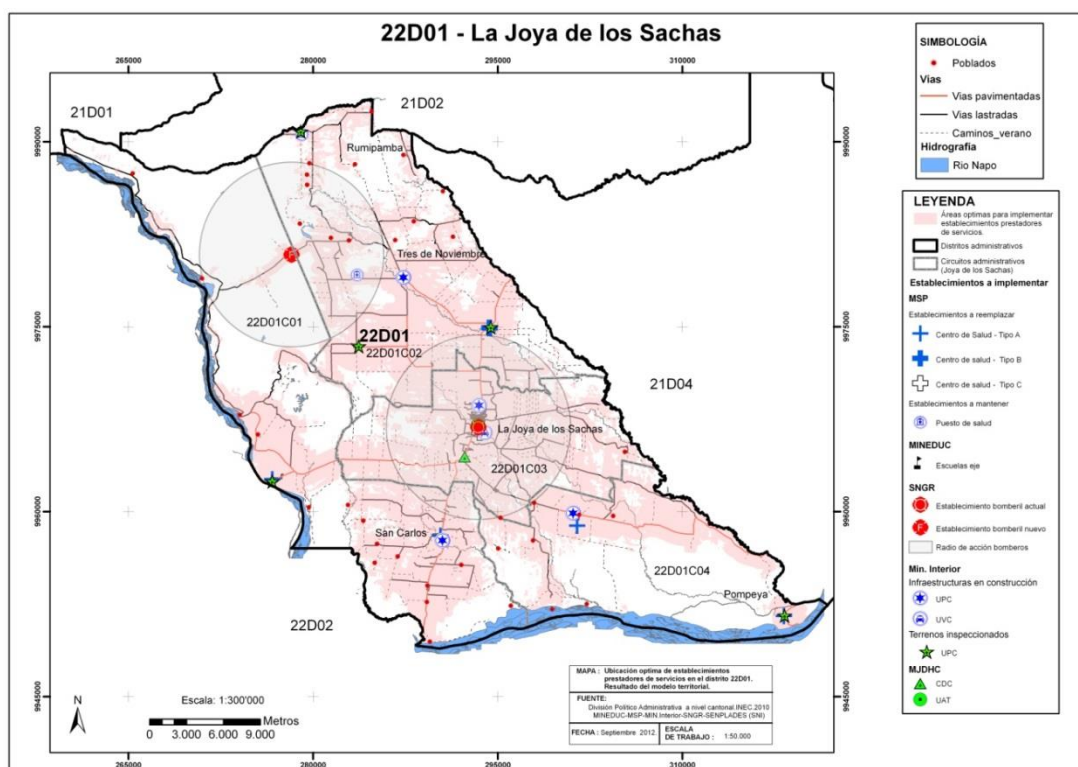 22D01 - La Joya de los Sachas
265000
280000
295000
310000
9990000
9975000
9960000
9945000
9990000
9975000
9960000
9945000
265000
280000
295000
310000
21D01
21D02
Rumipamba
Tres de Noviembre
22D01C01
22D01
22D01C02
21D04
La Joya de los Sachas
22D01C03
San Carlos
22D01C04
Pompeya
22D02
N
Escala: 1:300'000
Metros
0 3.000 6.000 9.000
MAPA : Ubicación optima de establecimientos
prestadores de servicios en el distrito 22D01.
Resultado del modelo territorial.
FUENTE:
División Político Administrativa a nivel cantonal.INEC.2010
MINEDUC-MSP-MIN.Interior-SNGR-SENPLADES (SNI)
FECHA : Septiembre 2012.
ESCALA
DE TRABAJO : 1:50.000
SIMBOLOGÍA
Poblados
Vias
Vias pavimentadas
Vias lastradas
Caminos_verano
Hidrografía
Rio Napo
LEYENDA
Áreas optimas para implementar
establecimientos prestadores
de servicios.
Distritos administrativos
Circuitos administrativos
(Joya de los Sachas)
Establecimientos a implementar
MSP
Establecimientos a reemplazar
Centro de Salud - Tipo A
Centro de salud - Tipo B
Centro de salud - Tipo C
Establecimientos a mantener
Puesto de salud
MINEDUC
Escuelas eje
SNGR
Establecimiento bomberil actual
F
Establecimiento bomberil nuevo
Radio de acción bomberos
Min. Interior
Infraestructuras en construcción
UPC
UVC
Terrenos inspeccionados
UPC
MJDHC
CDC
UAT